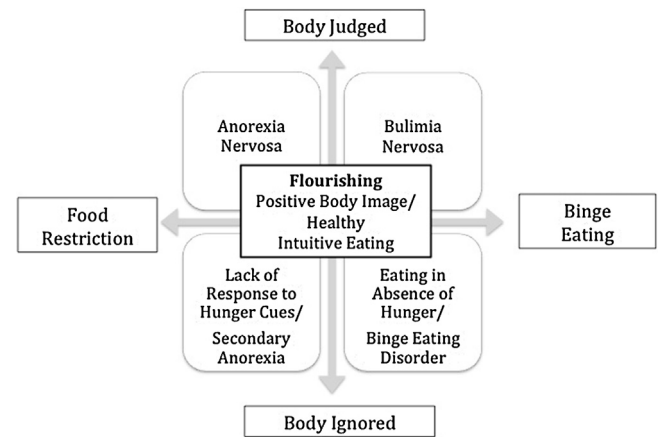 Body Judged
Anorexia
Nervosa
Bulimia
Nervosa
Flourishing
Positive Body Image/
Healthy
Intuitive Eating
Food
Restriction
Binge
Eating
Lack of
Response to
Hunger Cues/
Secondary
Anorexia
Eating in
Absence of
Hunger/
Binge Eating
Disorder
Body Ignored